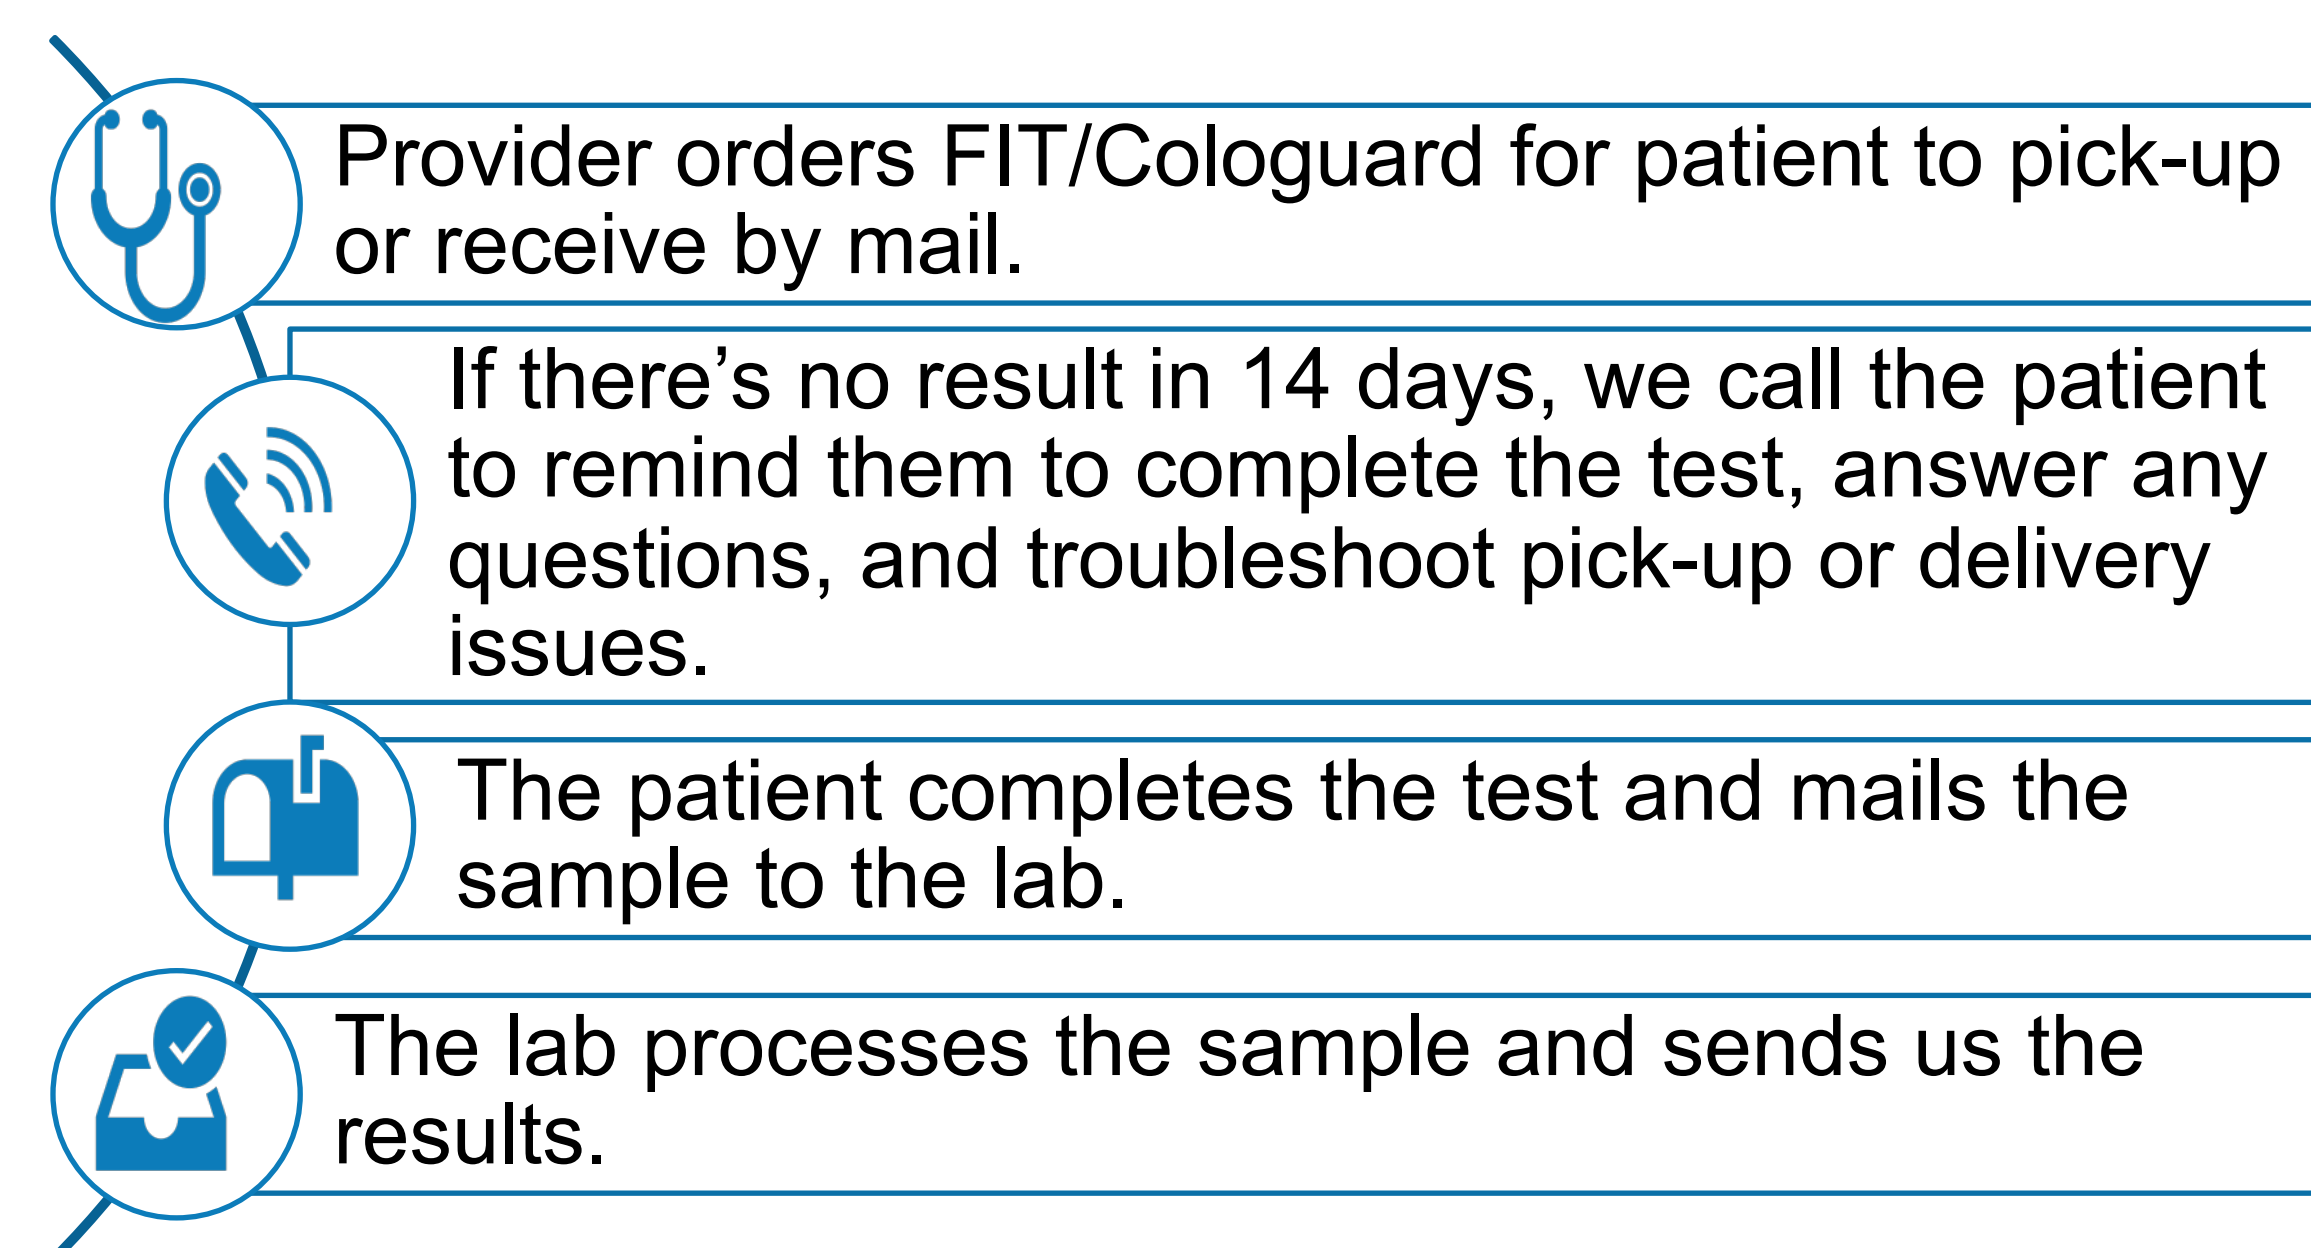 Provider orders FIT/Cologuard for patient to pick-up
or receive by mail.
If there’s no result in 14 days, we call the patient
to remind them to complete the test, answer any
questions, and troubleshoot pick-up or delivery
issues.
The patient completes the test and mails the
sample to the lab.
The lab processes the sample and sends us the
results.